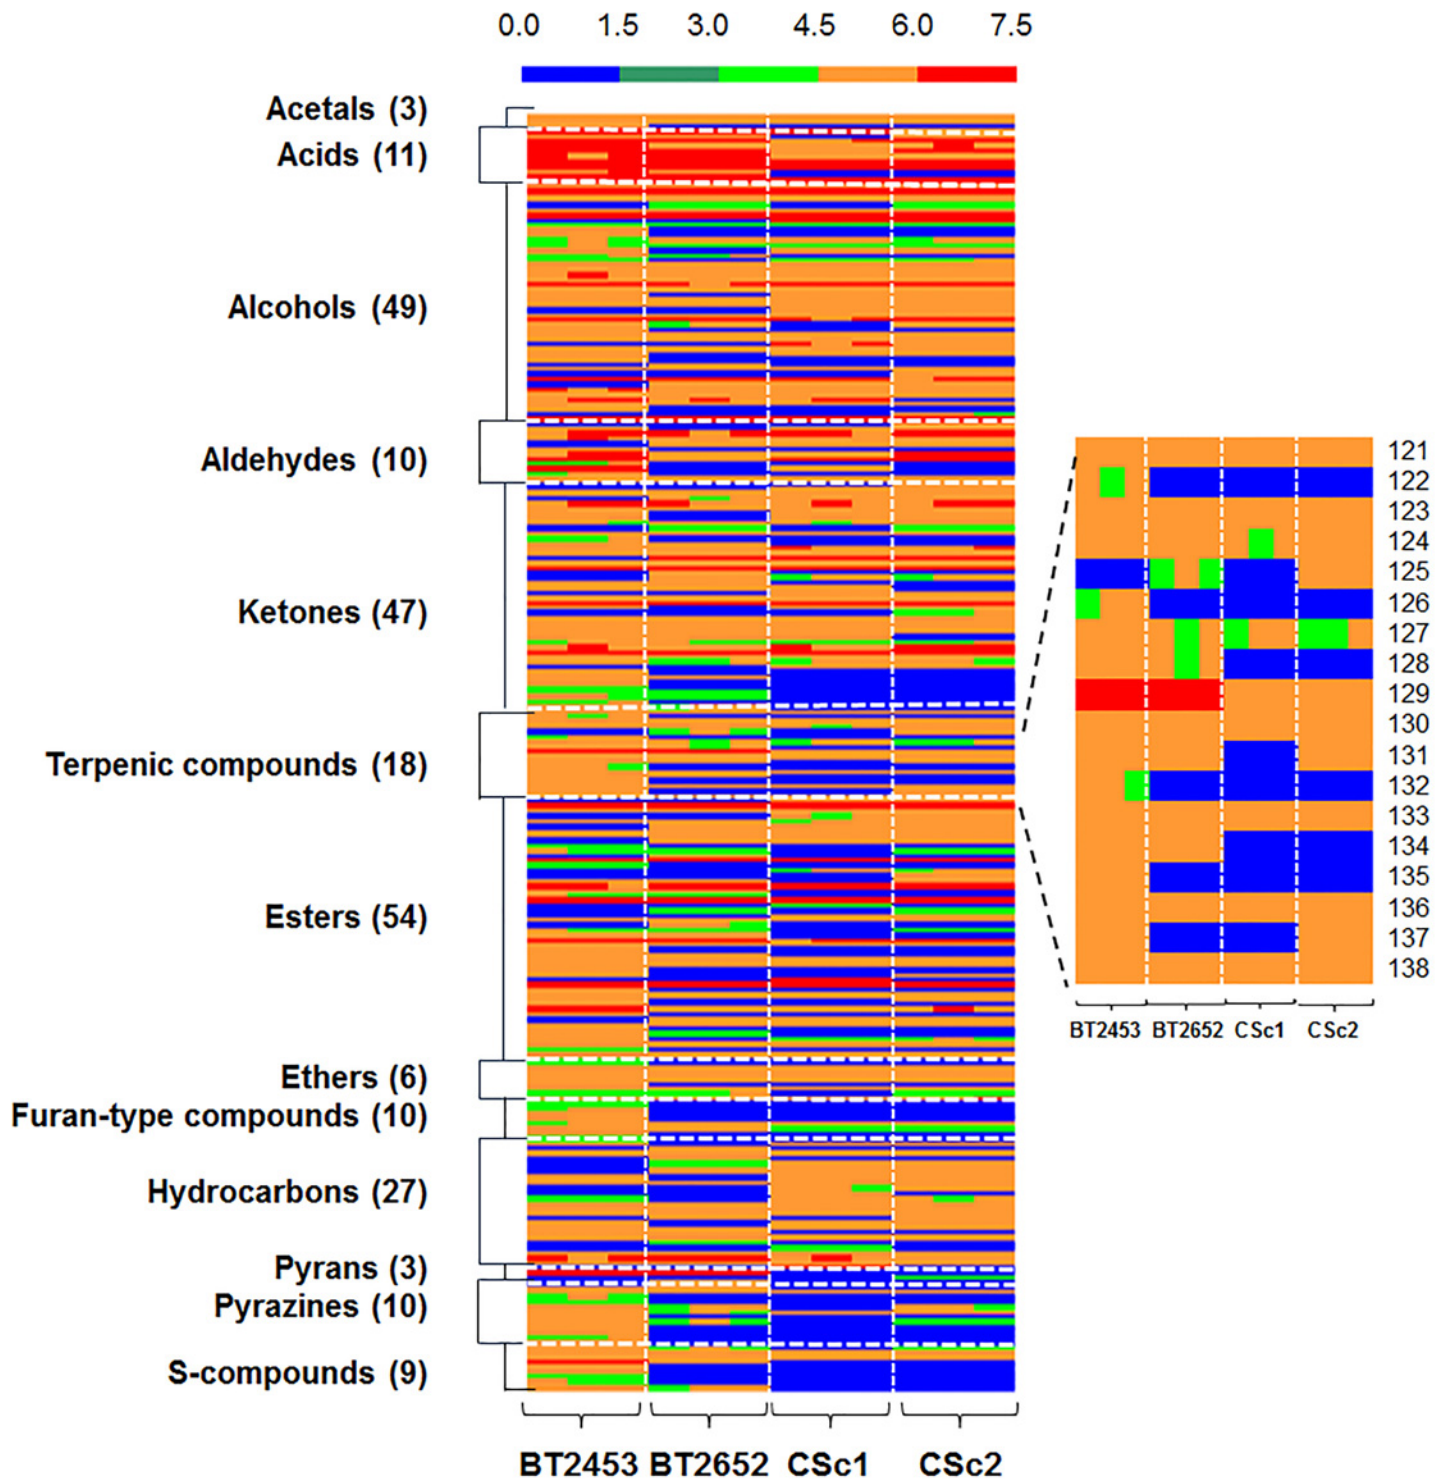 0.0 1.5 3.0 4.5 6.0 7.5
Acetals (3)
Acids (11)
Alcohols (49)
Aldehydes (10)
Ketones (47)
Terpenic compounds (18)
Esters (54)
Ethers (6)
Furan-type compounds (10)
Hydrocarbons (27)
Pyrans (3)
Pyrazines (10)
S-compounds (9)
BT2453 BT2652 CSc1 CSc2
121
122
123
124
125
126
127
128
129
130
131
132
133
134
135
136
137
138
BT2453 BT2652 CSc1 CSc2